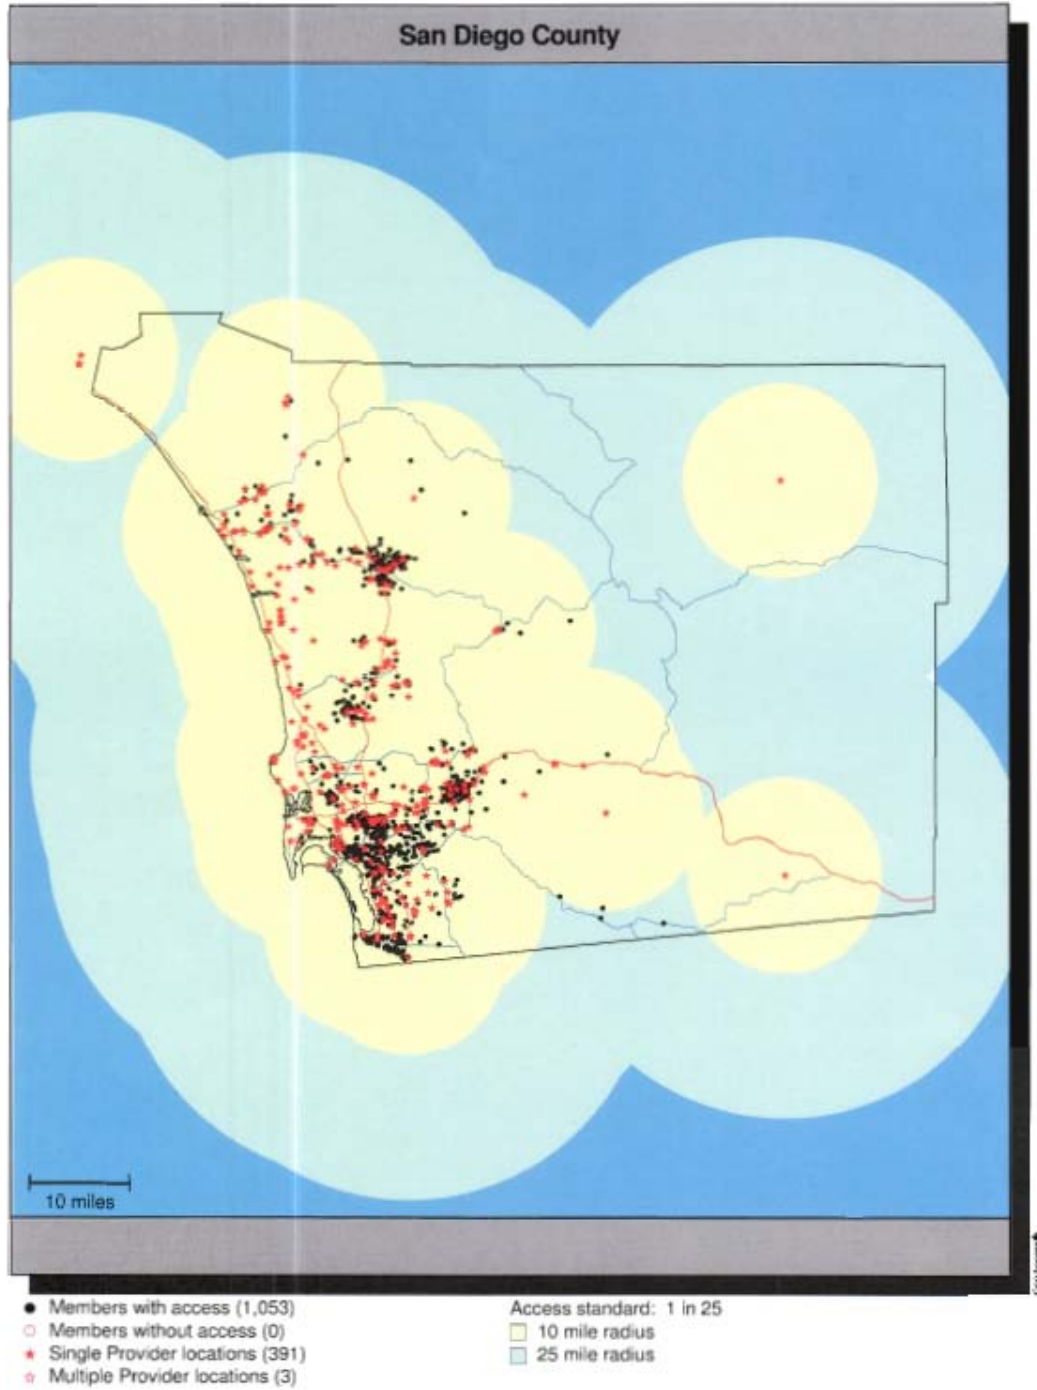 San Diego County
10 miles
Members with access (1,053)
Members without access (0)
Single Provider locations (391)
Multiple Provider locations (3)
Access standard: 1 in 25
10 mile radius
25 mile radius